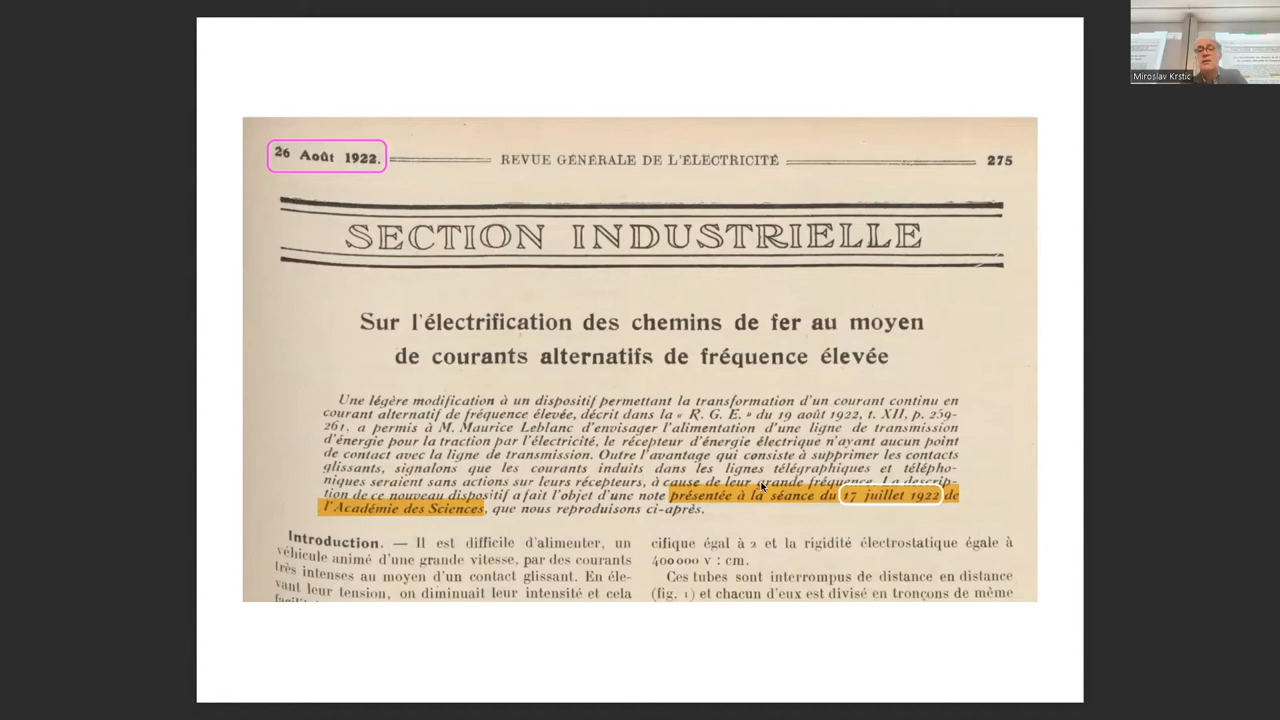 Miroslav Krstic
26 Août 1922.
REVUE GÉNÉRALE DE L'ÉLECTRICITÉ
275
SECTION INDUSTRIELLE
Sur l'électrification des chemins de fer au moyen
de courants alternatifs de fréquence élevée
Une légère modification à un dispositif permettant la transformation d'un courant continu en
courant alternatif de fréquence élevée, décrit dans la « R. G. E. » du 19 août 1922, t. XII, p. 259-
261, a permis à M. Maurice Leblanc d'envisager l'alimentation d'une ligne de transmission
d'énergie pour la traction par l'électricité, le récepteur d'énergie électrique n'ayant aucun point
de contact avec la ligne de transmission. Outre l'avantage qui consiste à supprimer les contacts
glissants, signalons que les courants induits dans les lignes télégraphiques et télépho-
niques seraient sans actions sur leurs récepteurs, à cause de leur grande fréquence. La descrip-
tion de ce nouveau dispositif a fait l'objet d'une note présentée à la séance du 17 juillet 1922 de
l'Académie des Sciences, que nous reproduisons ci-après.
Introduction. — Il est difficile d'alimenter, un
véhicule animé d'une grande vitesse, par des courants
très intenses au moyen d'un contact glissant. En éle-
vant leur tension, on diminuait leur intensité et cela
cifique égal à 2 et la rigidité électrostatique égale à
400000 v : cm.
Ces tubes sont interrompus de distance en distance
(fig. 1) et chacun d'eux est divisé en tronçons de même